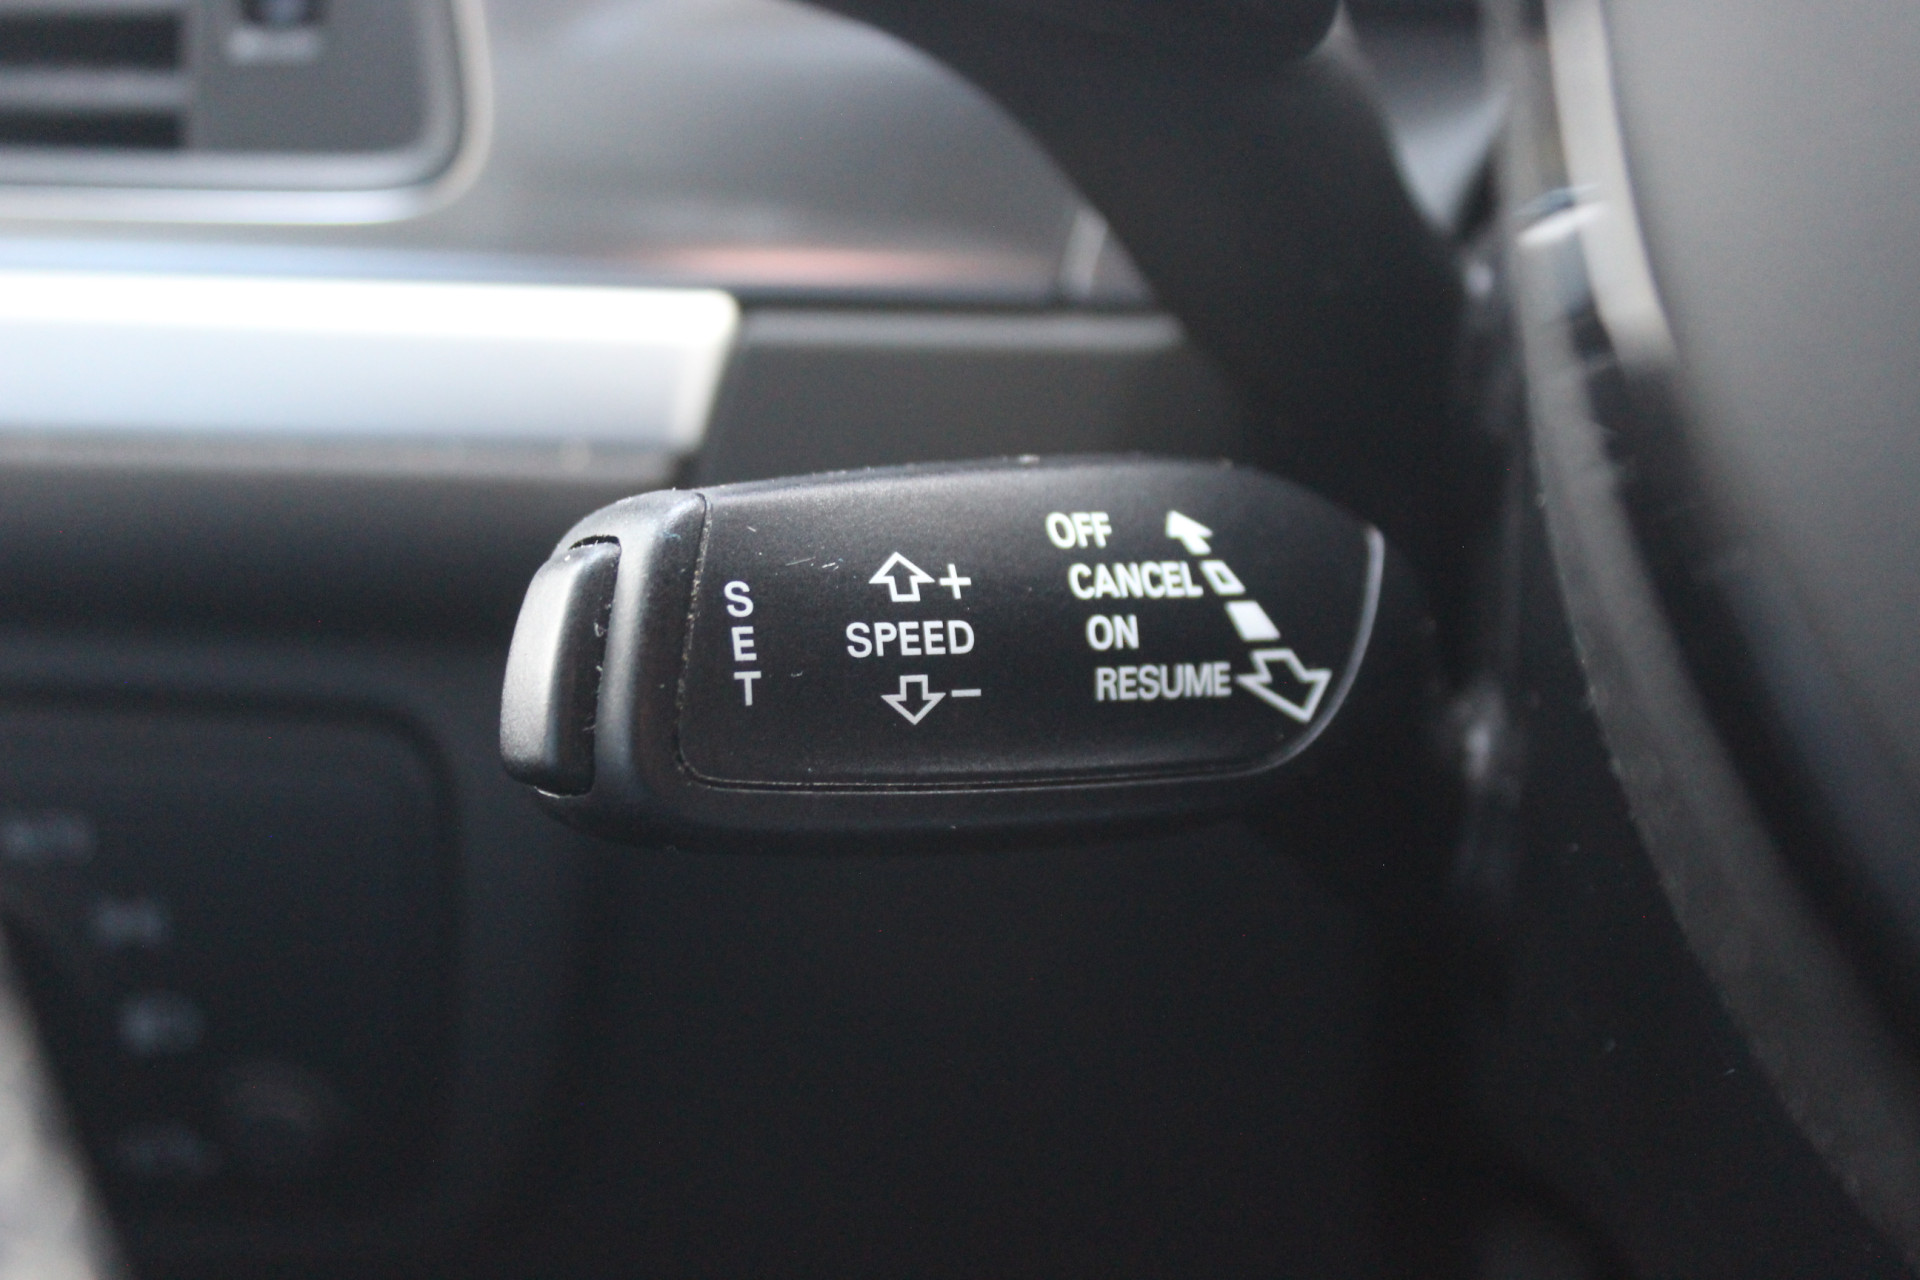 SET
+
SPEED
−
OFF
CANCEL
ON
RESUME